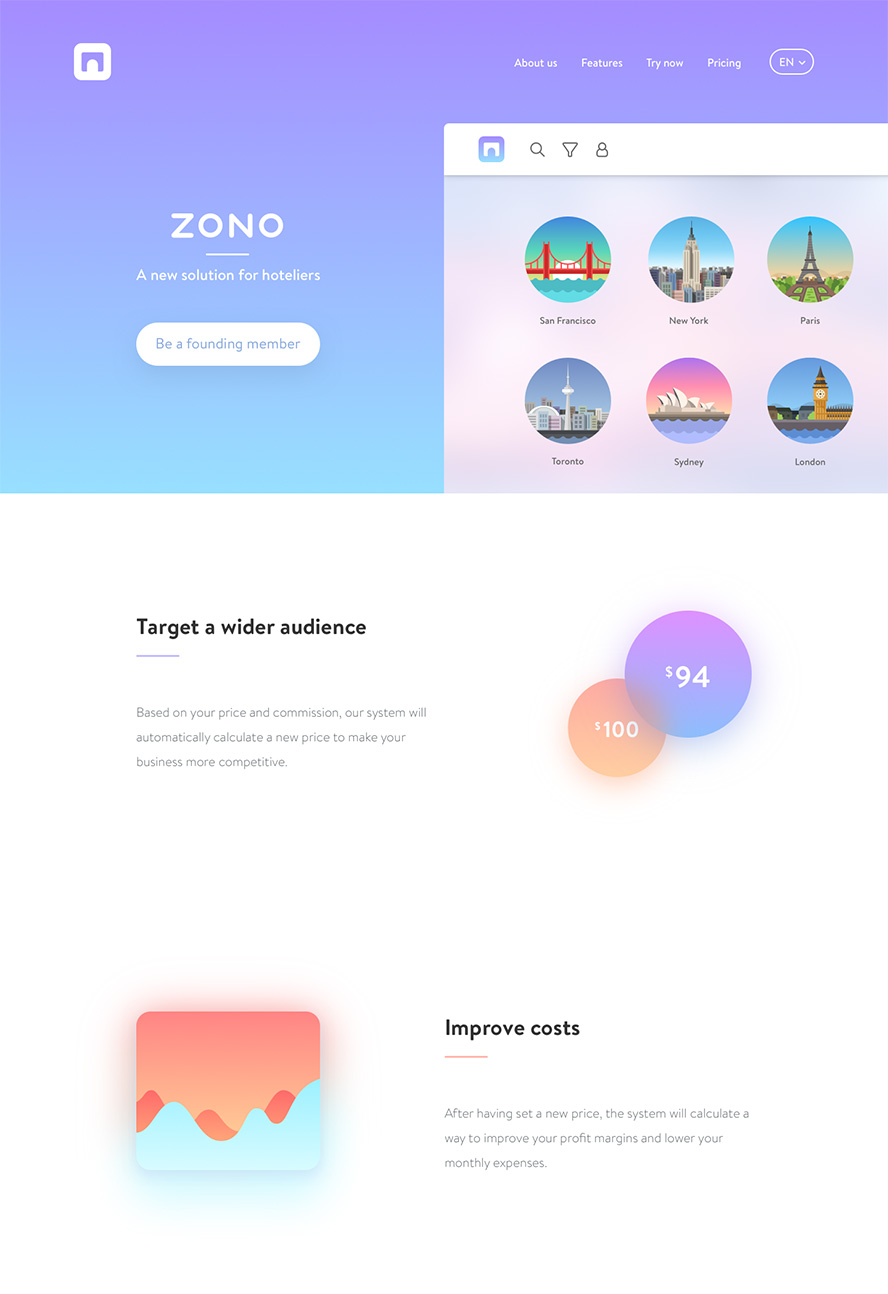 About us
Features
Try now
Pricing
EN
ZONO
A new solution for hoteliers
Be a founding member
San Francisco
New York
Paris
Toronto
Sydney
London
Target a wider audience
Based on your price and commission, our system will
automatically calculate a new price to make your
business more competitive.
$94
$100
Improve costs
After having set a new price, the system will calculate a
way to improve your profit margins and lower your
monthly expenses.